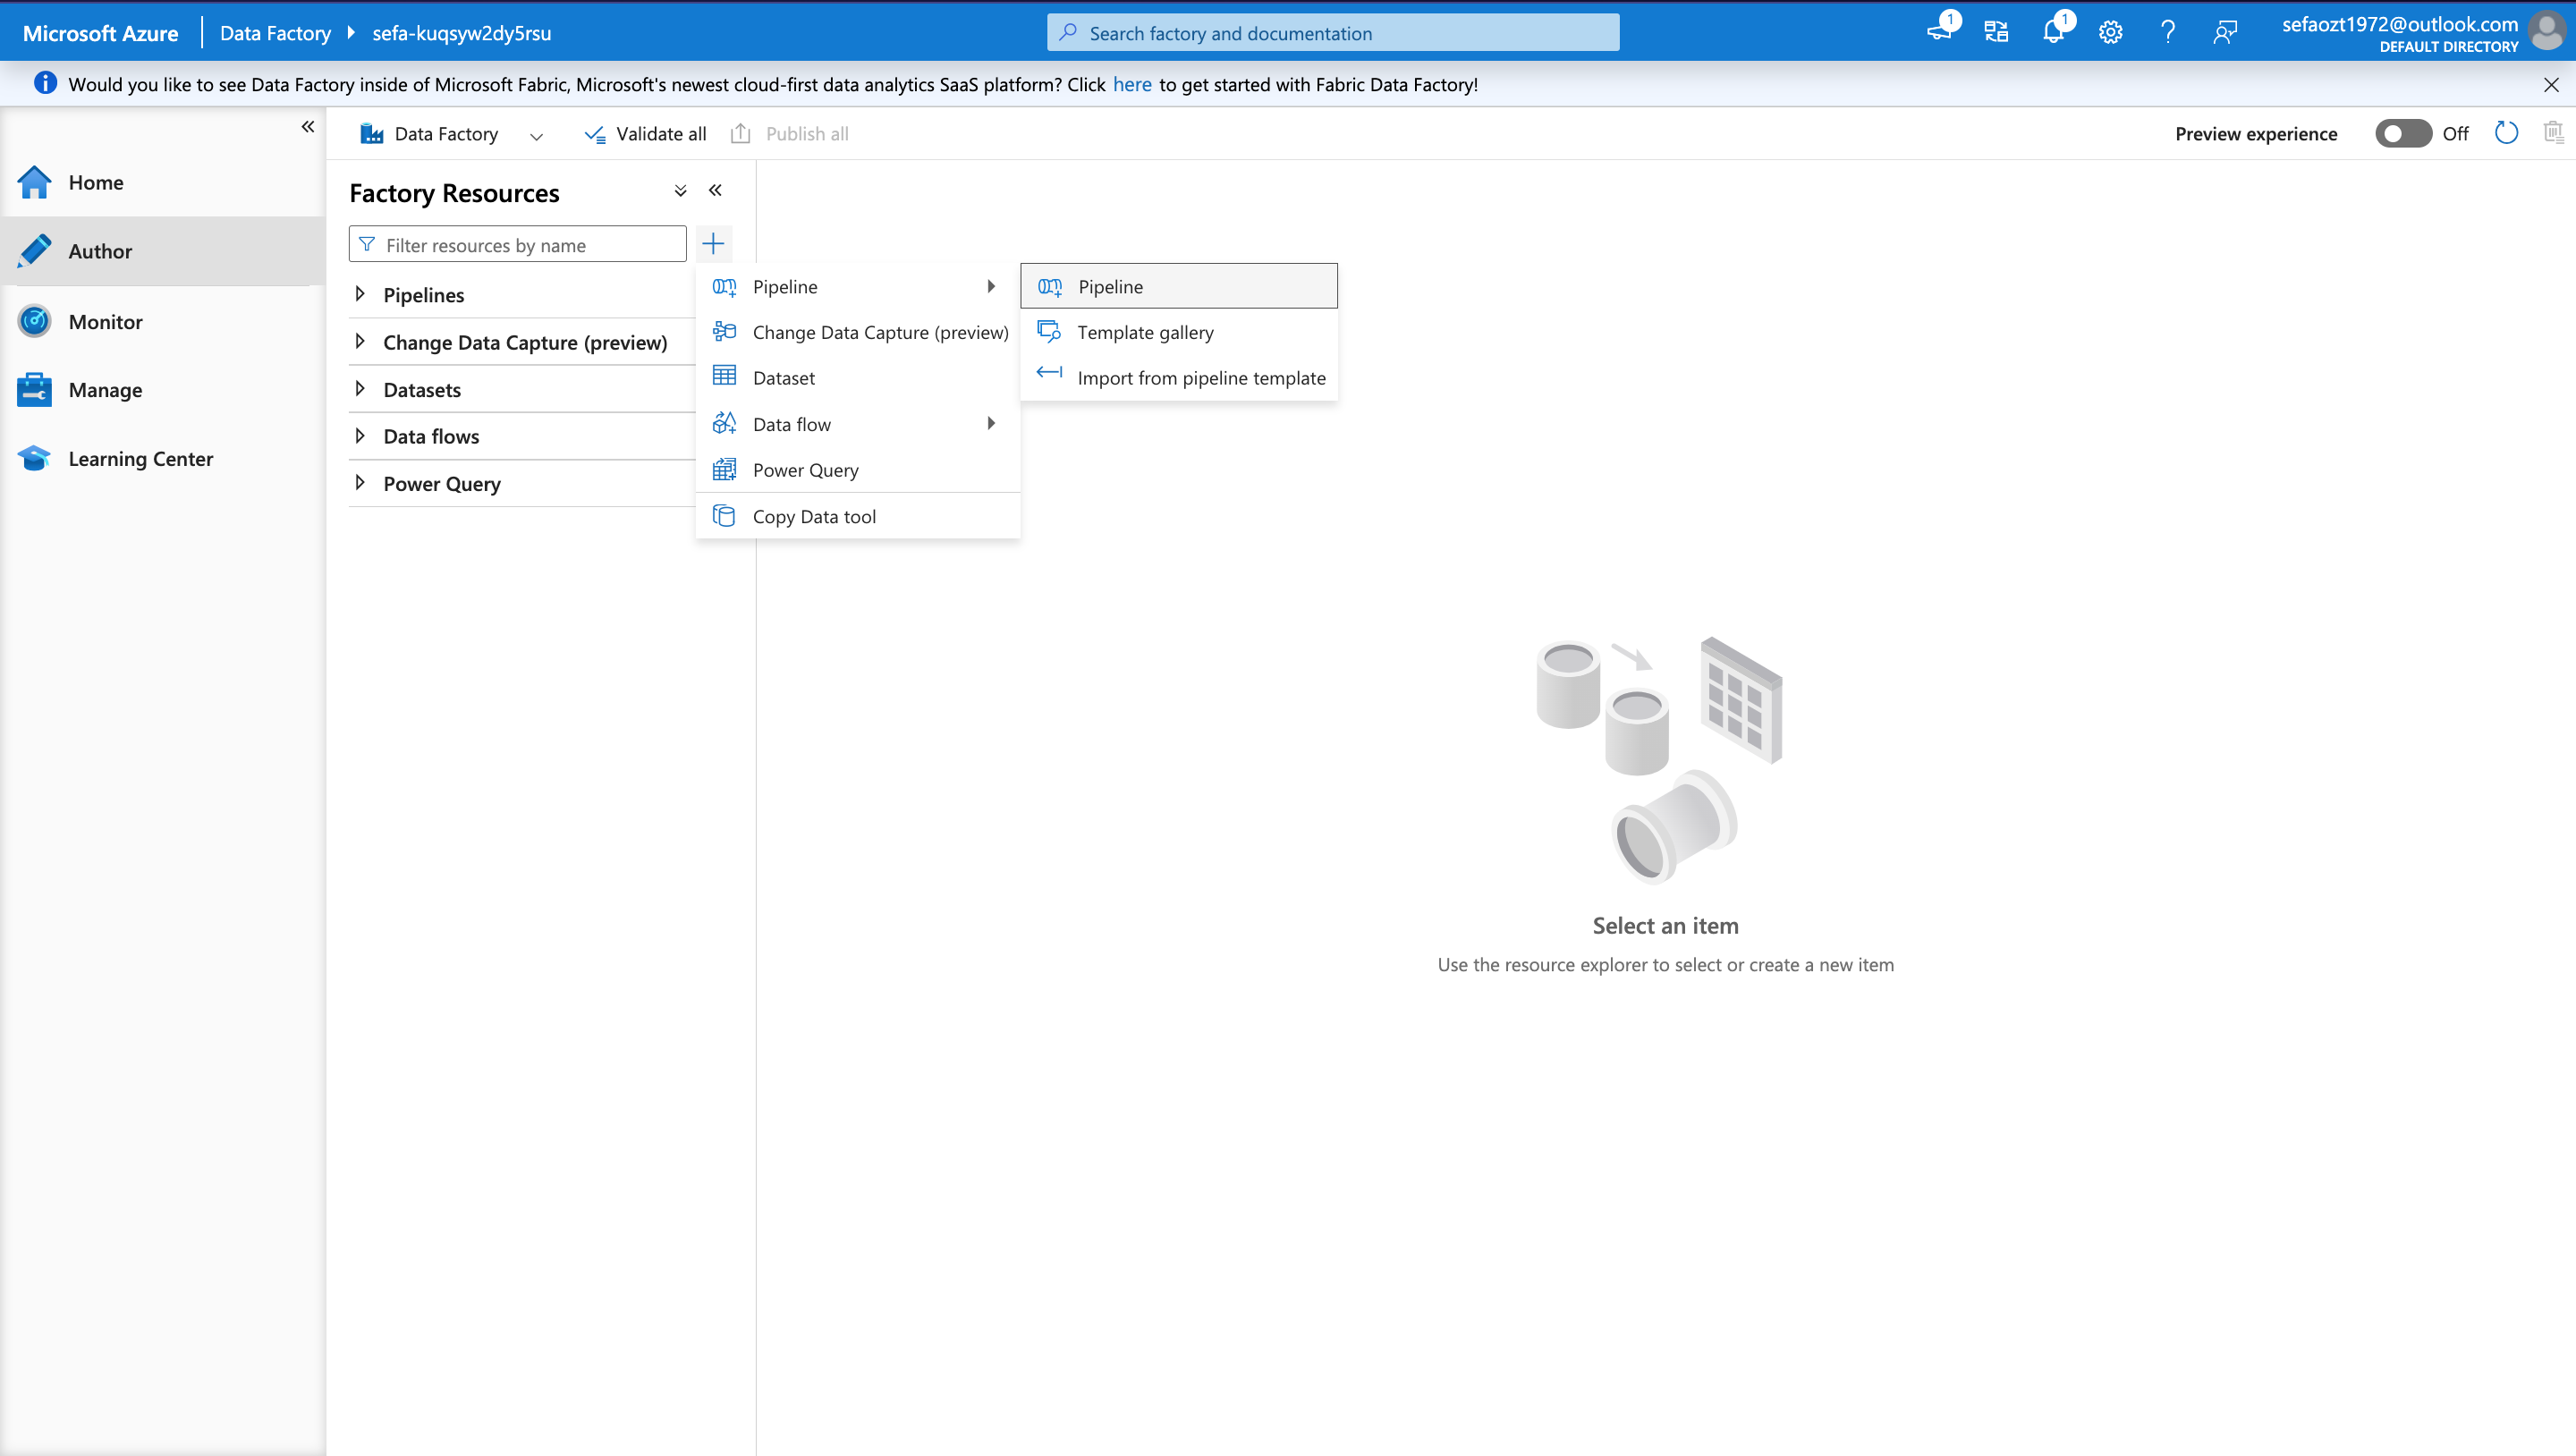 Microsoft Azure
Data Factory
sefa-kuqsyw2dy5rsu
Search factory and documentation
1
1
sefaozt1972@outlook.com
DEFAULT DIRECTORY
Would you like to see Data Factory inside of Microsoft Fabric, Microsoft's newest cloud-first data analytics SaaS platform? Click here to get started with Fabric Data Factory!
Data Factory
Validate all
Publish all
Preview experience
Off
Home
Author
Monitor
Manage
Learning Center
Factory Resources
Filter resources by name
Pipelines
Change Data Capture (preview)
Datasets
Data flows
Power Query
Pipeline
Change Data Capture (preview)
Dataset
Data flow
Power Query
Copy Data tool
Pipeline
Template gallery
Import from pipeline template
Select an item
Use the resource explorer to select or create a new item